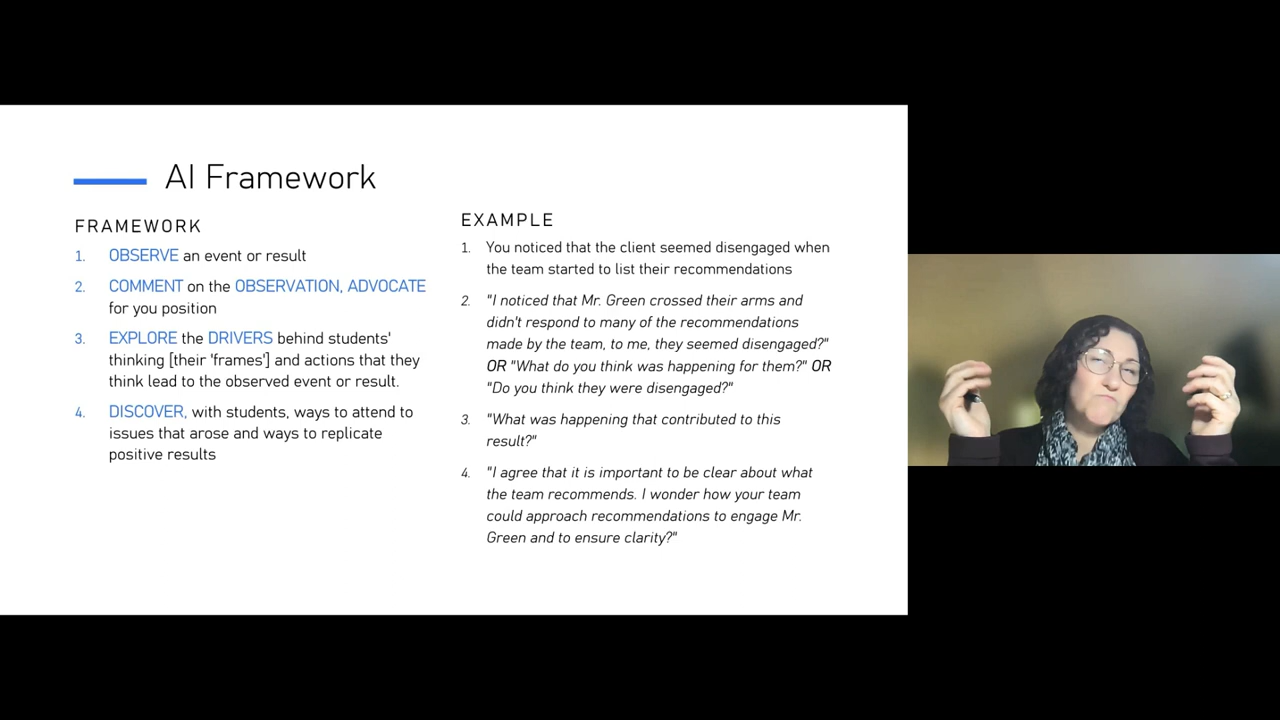 AI Framework
FRAMEWORK
1. OBSERVE an event or result
2. COMMENT on the OBSERVATION, ADVOCATE
for you position
3. EXPLORE the DRIVERS behind students'
thinking [their 'frames'] and actions that they
think lead to the observed event or result.
4. DISCOVER, with students, ways to attend to
issues that arose and ways to replicate
positive results
EXAMPLE
1. You noticed that the client seemed disengaged when
the team started to list their recommendations
2. "I noticed that Mr. Green crossed their arms and
didn't respond to many of the recommendations
made by the team, to me, they seemed disengaged?"
OR "What do you think was happening for them?" OR
"Do you think they were disengaged?"
3. "What was happening that contributed to this
result?"
4. "I agree that it is important to be clear about what
the team recommends. I wonder how your team
could approach recommendations to engage Mr.
Green and to ensure clarity?"